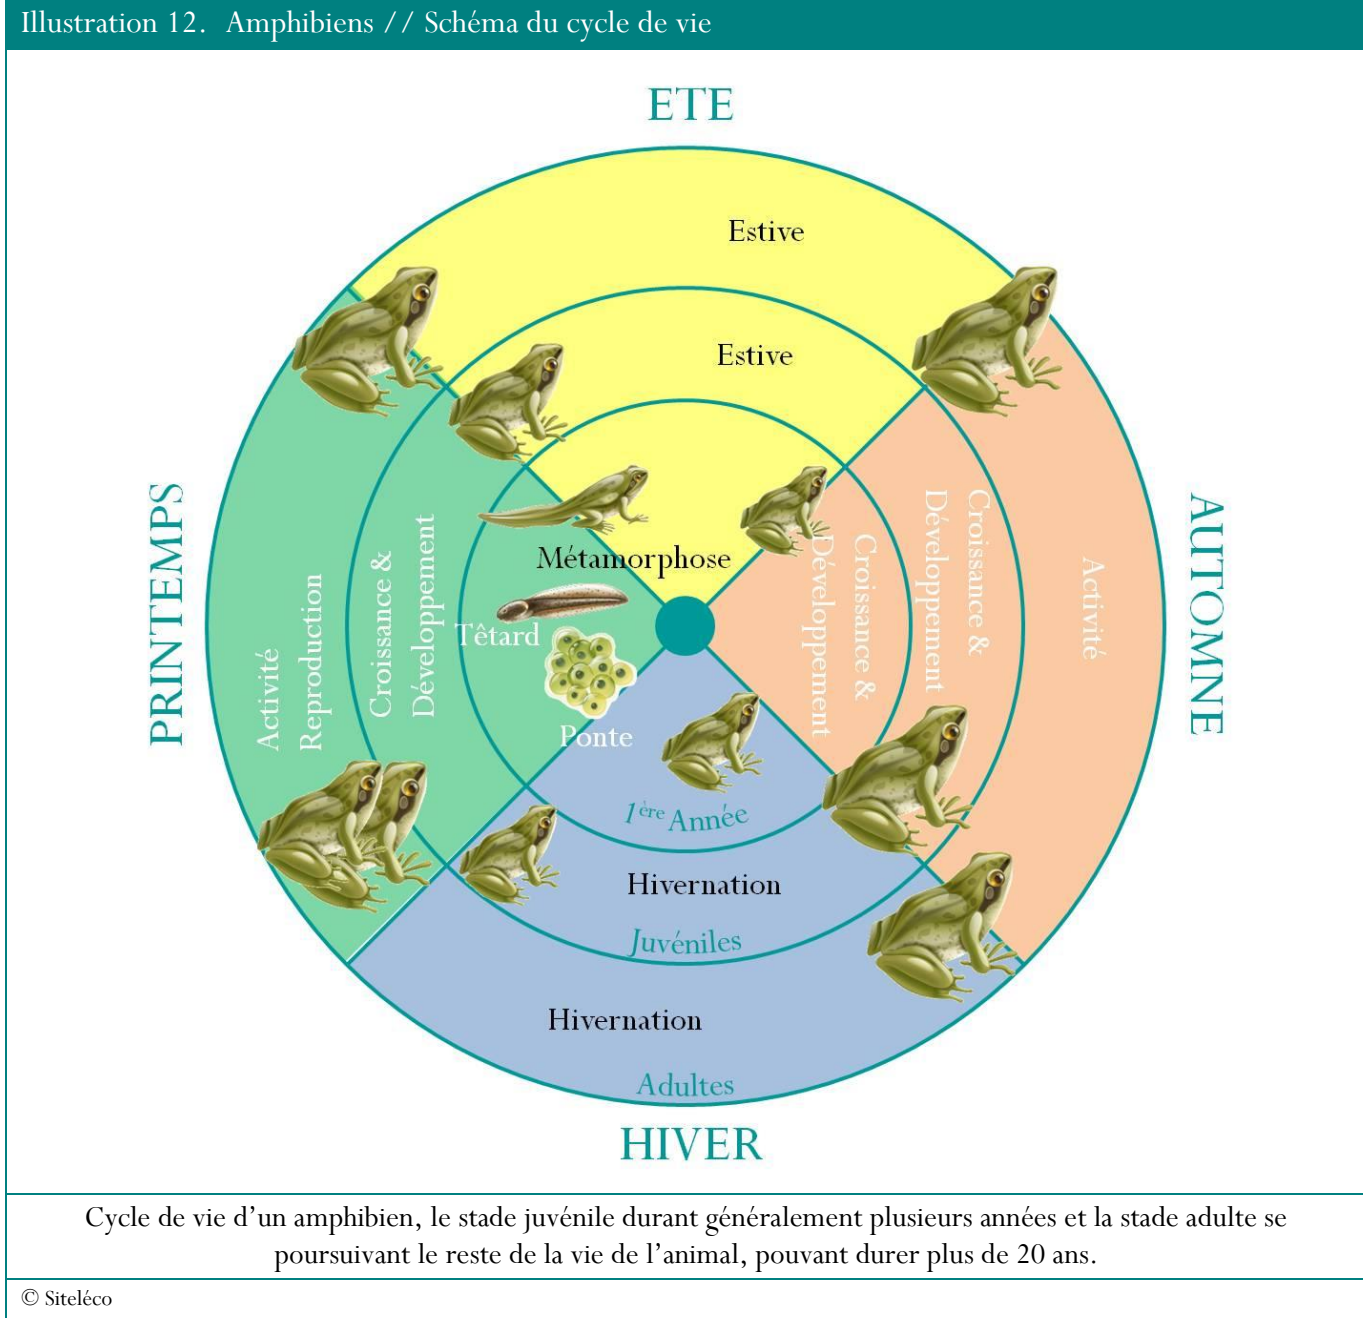 Illustration 12. Amphibiens // Schéma du cycle de vie
ETE
Estive
Estive
PRINTEMPS
Activité
Reproduction
Croissance &
Développement
Métamorphose
Têtard
Ponte
Croissance &
Développement
Croissance &
Développement
Activité
AUTOMNE
1ère Année
Hivernation
Juvéniles
Hivernation
Adultes
HIVER
Cycle de vie d’un amphibien, le stade juvénile durant généralement plusieurs années et la stade adulte se
poursuivant le reste de la vie de l’animal, pouvant durer plus de 20 ans.
© Siteléco